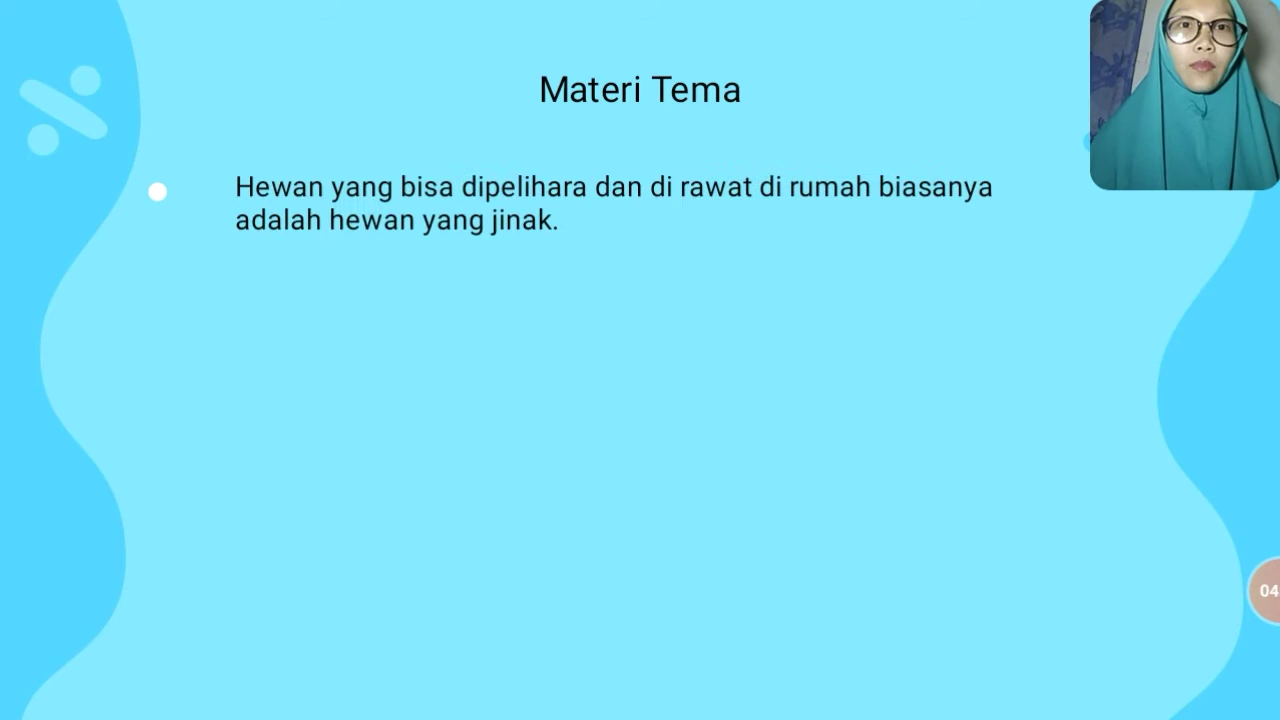 Materi Tema
Hewan yang bisa dipelihara dan di rawat di rumah biasanya
adalah hewan yang jinak.
04